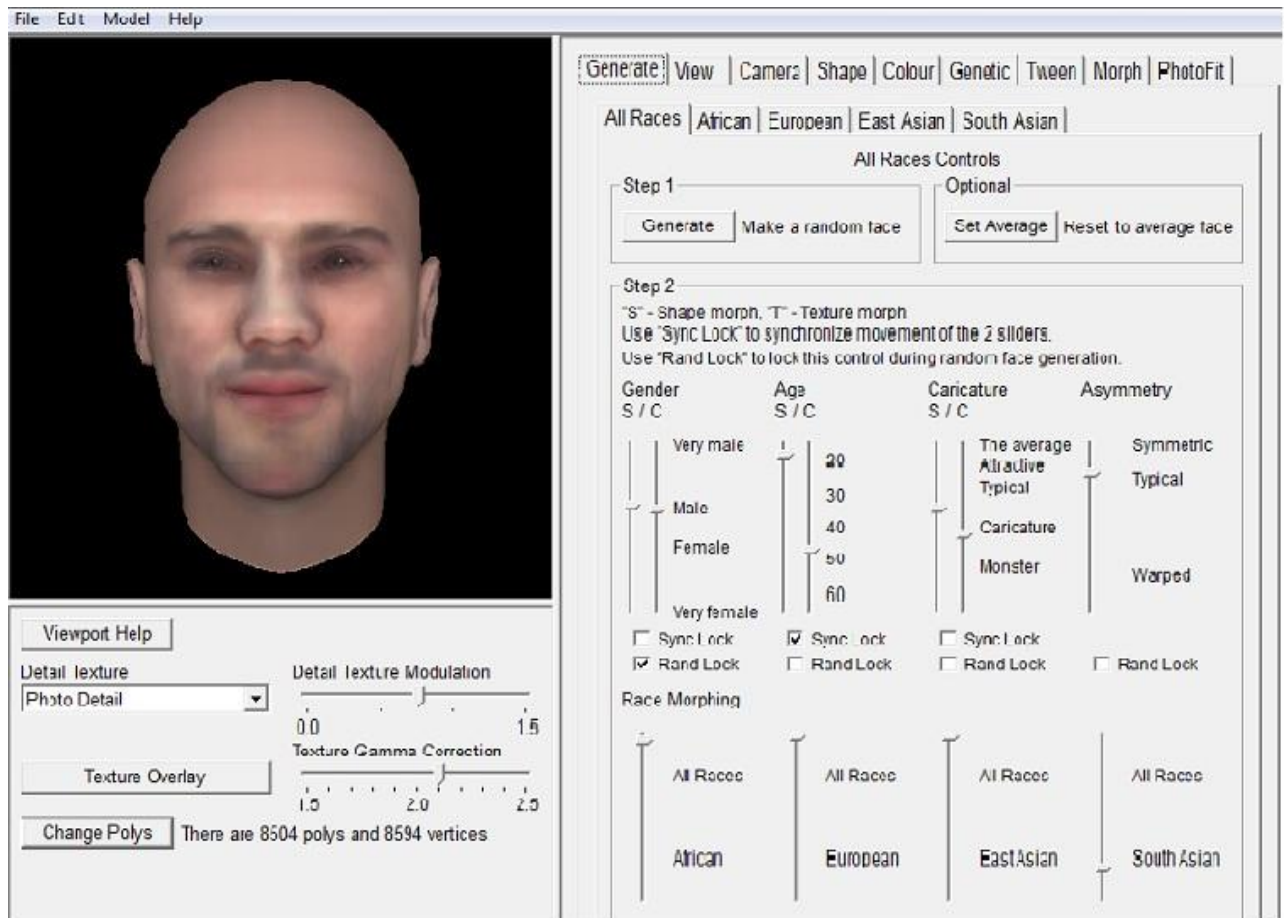 File Edit Model Help
Generate View Camera Shape Colour Genetic Tween Morph PhotoFit
All Races African European East Asian South Asian
All Races Controls
Step 1
Generate Make a random face
Optional
Set Average Reset to average face
Step 2
"S" - Shape morph, "T" - Texture morph
Use "Sync Lock" to synchronize movement of the 2 sliders.
Use "Rand Lock" to lock this control during random face generation.
Gender
S / C
Very male
Male
Female
Very female
Sync Lock
Rand Lock
Age
S / C
20
30
40
50
60
Sync Lock
Rand Lock
Caricature
S / C
The average
Attractive
Typical
Caricature
Monster
Sync Lock
Rand Lock
Asymmetry
Symmetric
Typical
Warped
Rand Lock
Race Morphing
All Races
African
All Races
European
All Races
East Asian
All Races
South Asian
Viewport Help
Detail Texture
Photo Detail
Detail Texture Modulation
0.0 1.5
Texture Overlay
Texture Gamma Correction
1.5 2.0 2.5
Change Polys There are 8504 polys and 8594 vertices